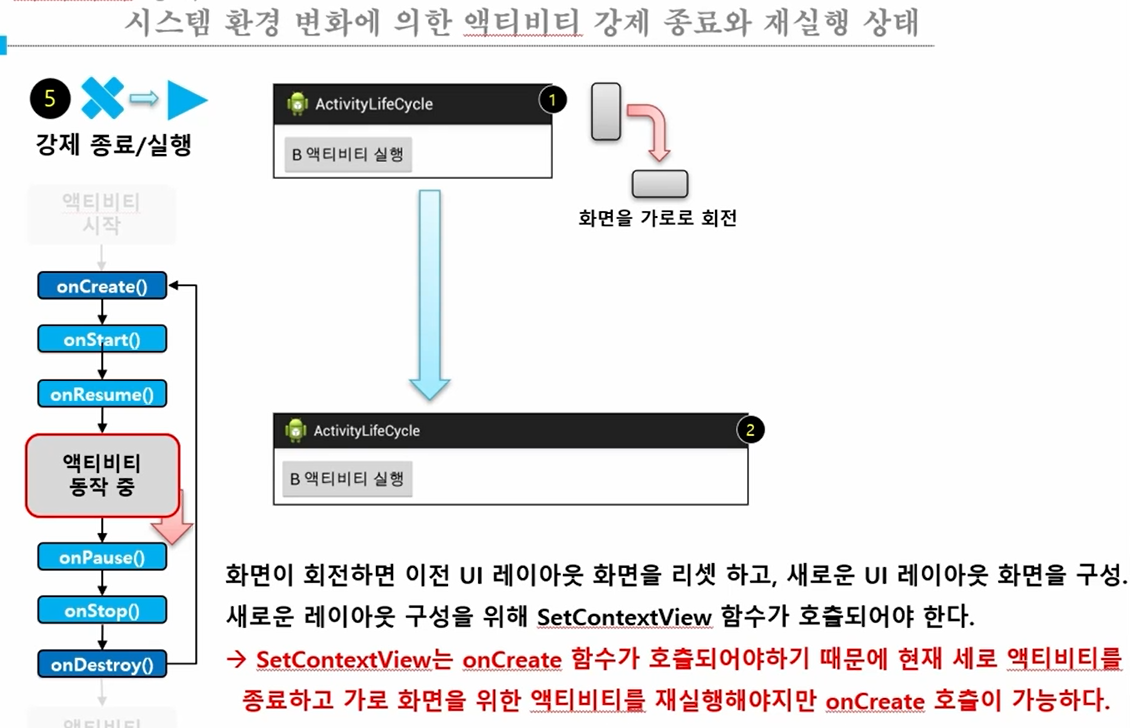 시스템 환경 변화에 의한 액티비티 강제 종료와 재실행 상태
5
강제 종료/실행
액티비티
시작
onCreate()
onStart()
onResume()
액티비티
동작 중
onPause()
onStop()
onDestroy()
액티비티
ActivityLifeCycle
1
B 액티비티 실행
화면을 가로로 회전
ActivityLifeCycle
2
B 액티비티 실행
화면이 회전하면 이전 UI 레이아웃 화면을 리셋 하고, 새로운 UI 레이아웃 화면을 구성.
새로운 레이아웃 구성을 위해 SetContextView 함수가 호출되어야 한다.
→ SetContextView는 onCreate 함수가 호출되어야하기 때문에 현재 세로 액티비티를
종료하고 가로 화면을 위한 액티비티를 재실행해야지만 onCreate 호출이 가능하다.